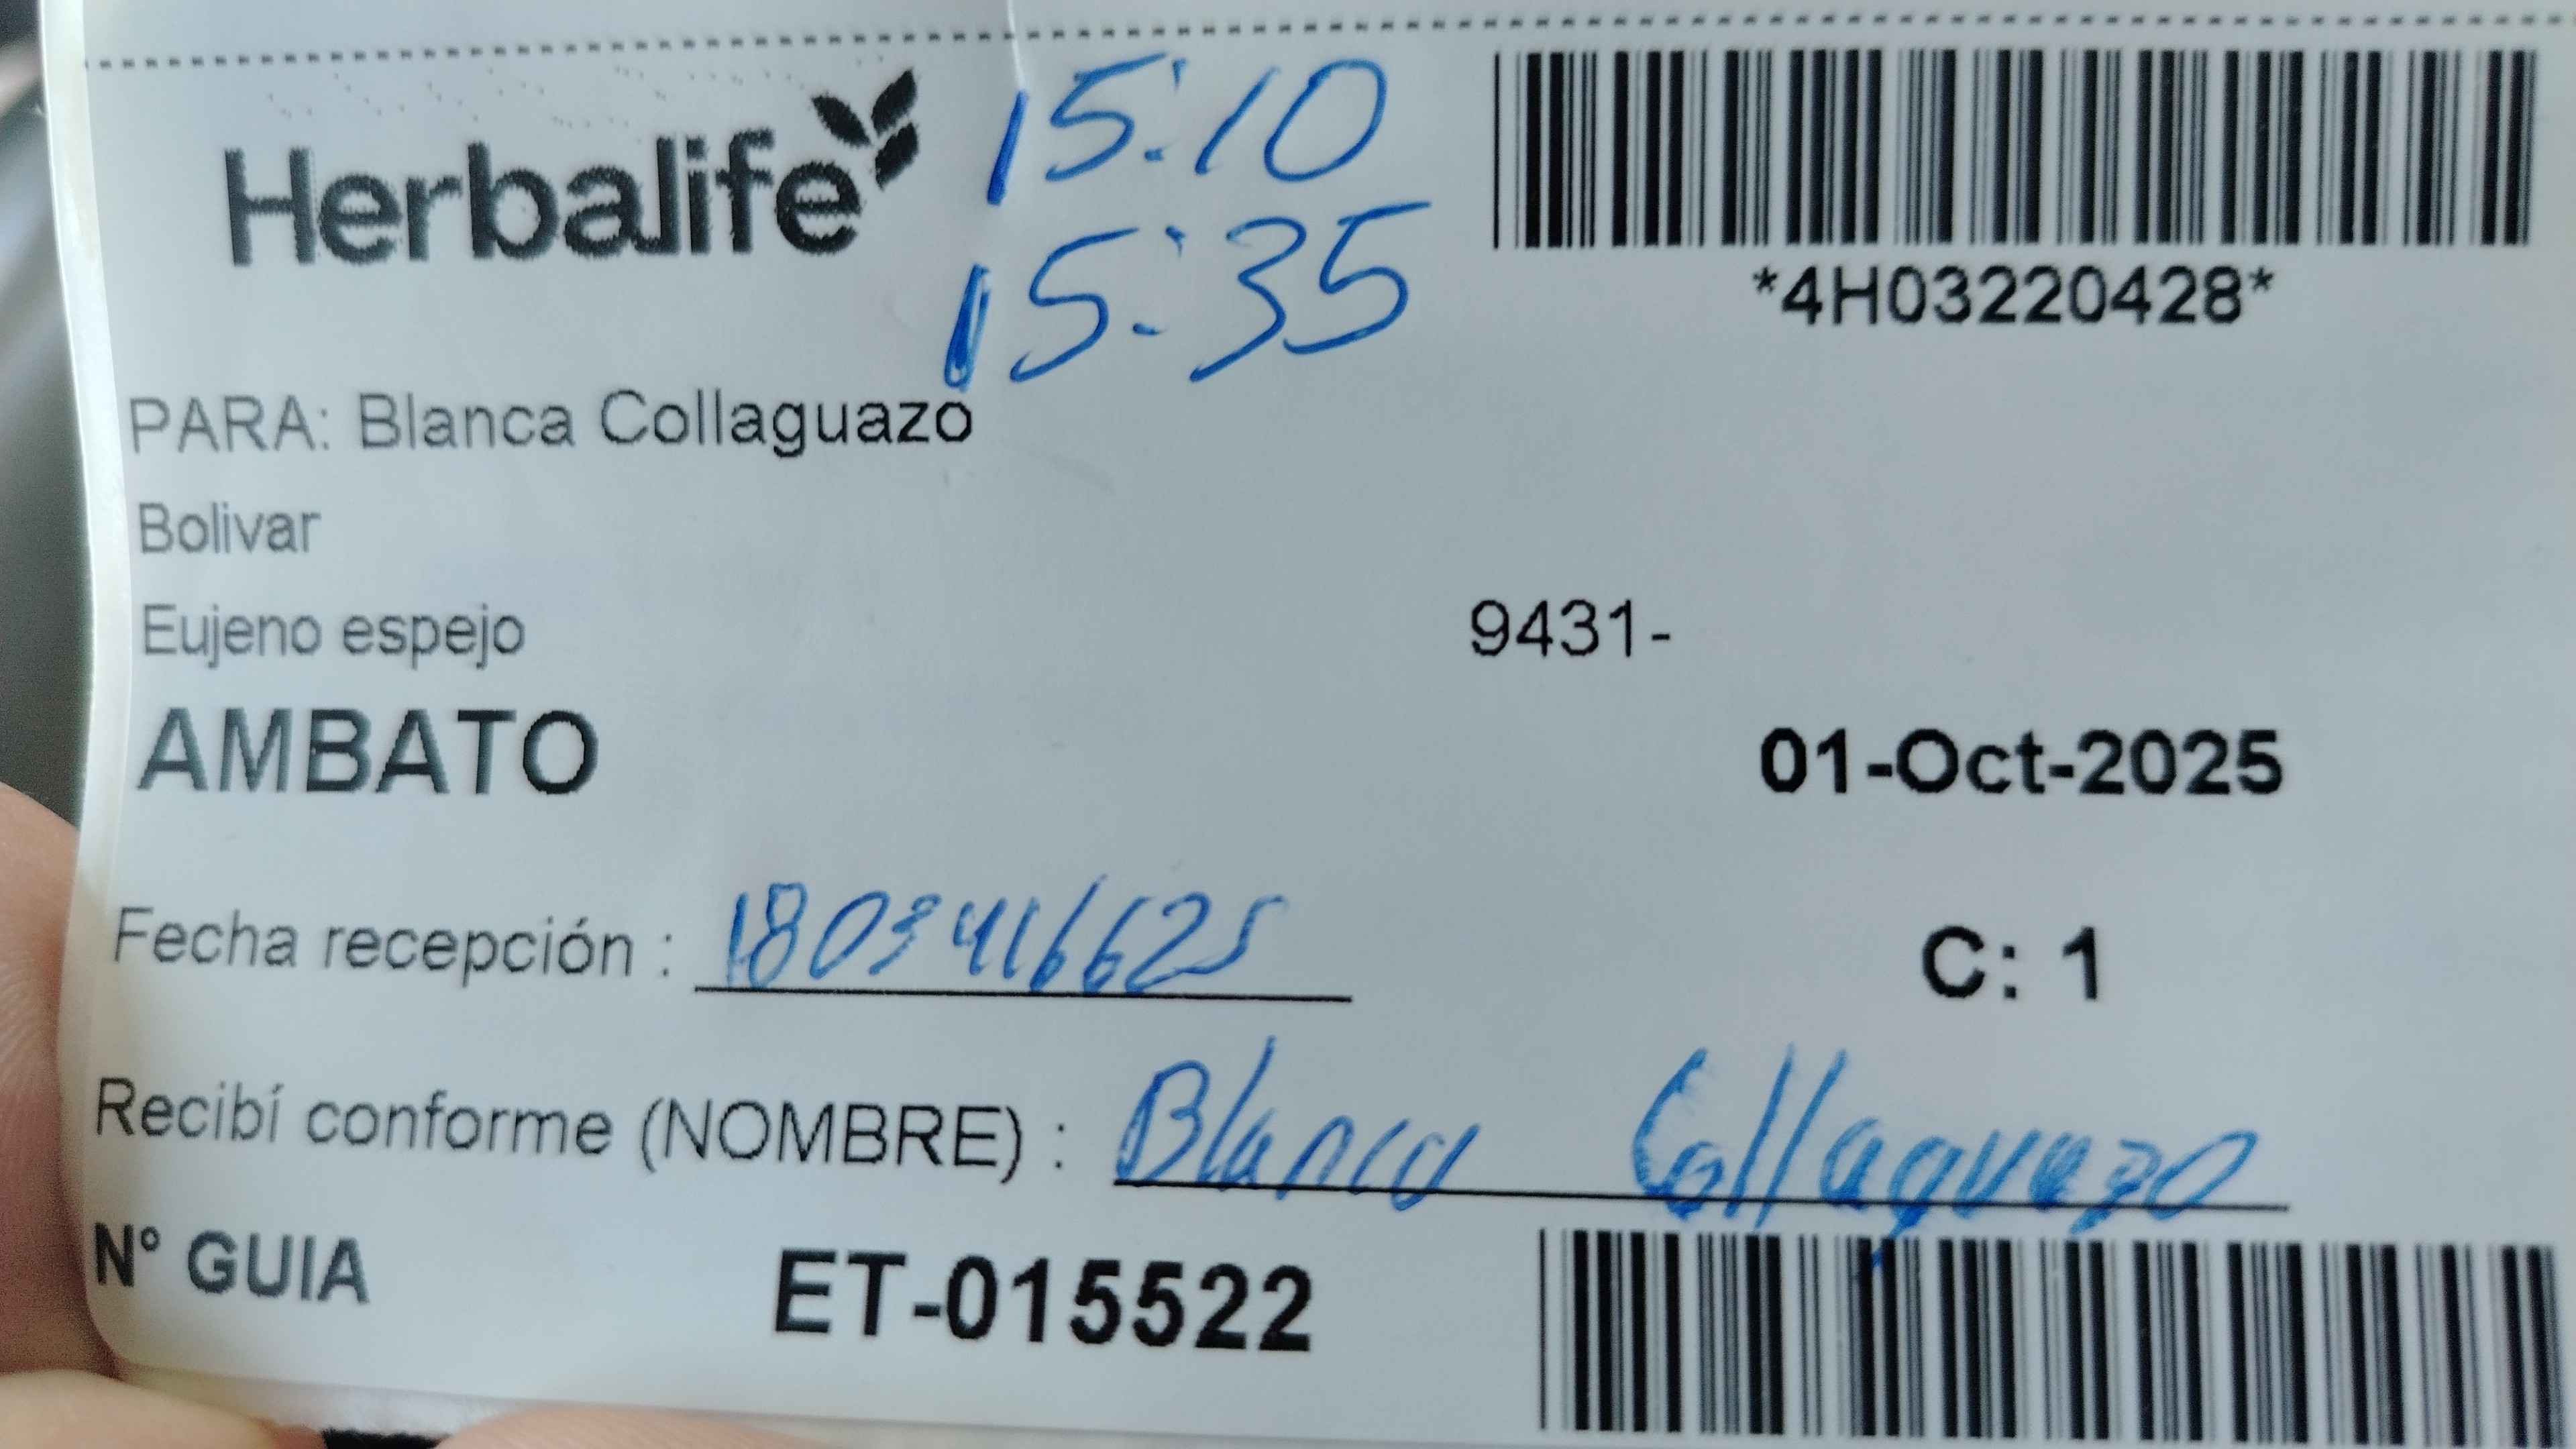 Herbalife
15:10
15:35
*4H03220428*
PARA: Blanca Collaguazo
Bolivar
Eujeno espejo 9431-
AMBATO
01-Oct-2025
Fecha recepción : 1803416625
C: 1
Recibí conforme (NOMBRE) : Blanca Collaguazo
N° GUIA ET-015522